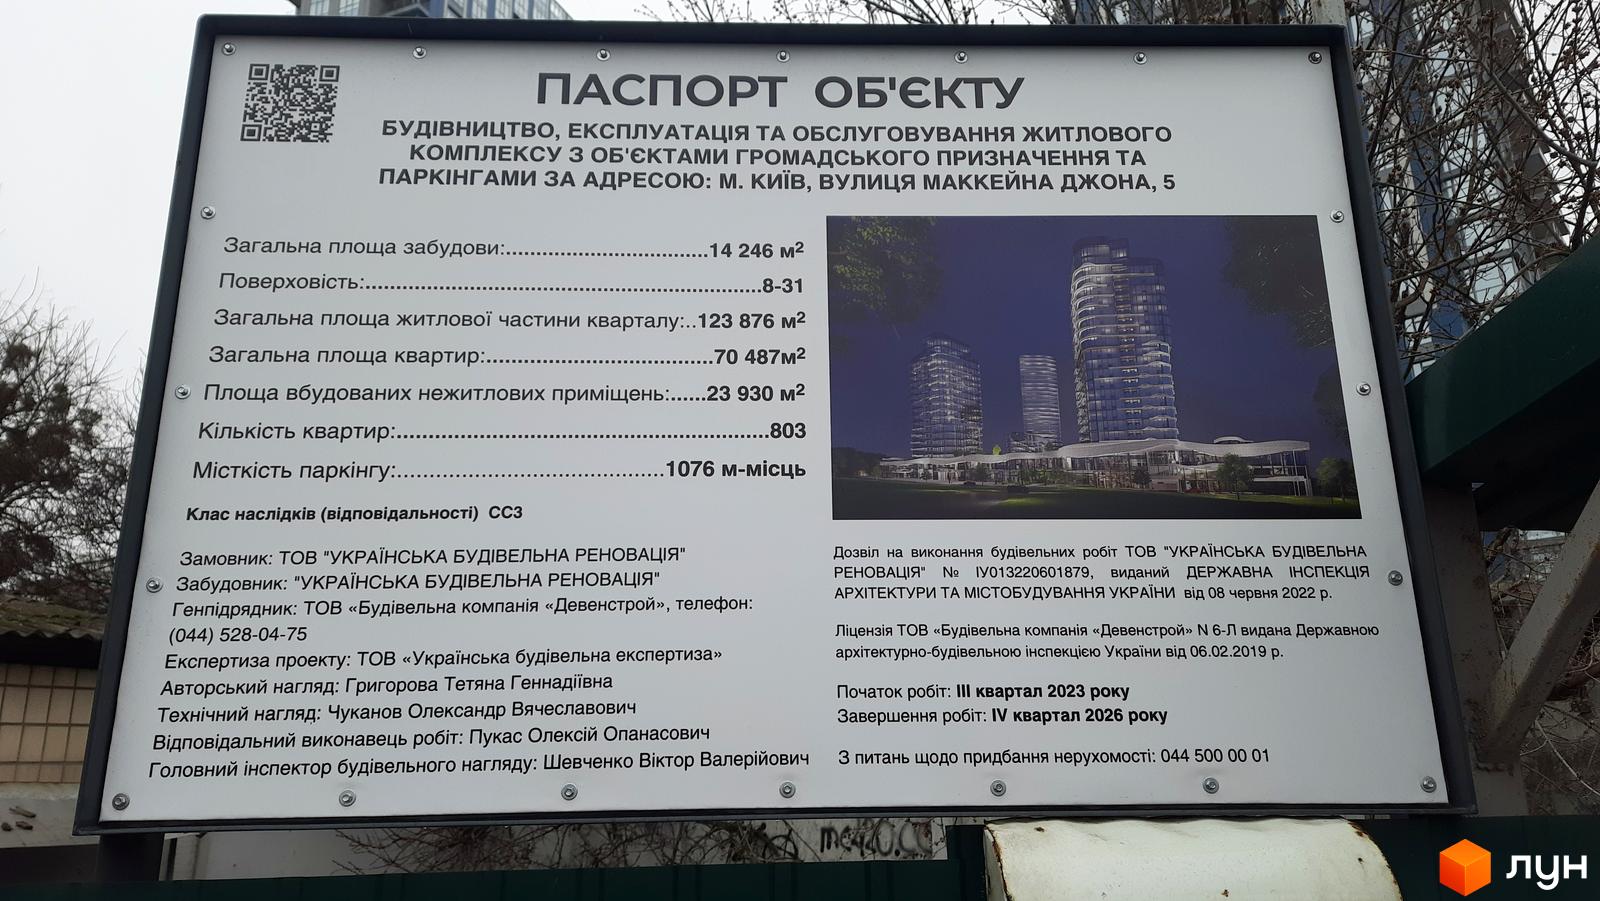 ПАСПОРТ ОБ'ЄКТУ
БУДІВНИЦТВО, ЕКСПЛУАТАЦІЯ ТА ОБСЛУГОВУВАННЯ ЖИТЛОВОГО
КОМПЛЕКСУ З ОБ'ЄКТАМИ ГРОМАДСЬКОГО ПРИЗНАЧЕННЯ ТА
ПАРКІНГАМИ ЗА АДРЕСОЮ: М. КИЇВ, ВУЛИЦЯ МАККЕЙНА ДЖОНА, 5
Загальна площа забудови:..................................14 246 м²
Поверховість:..................................................................8-31
Загальна площа житлової частини кварталу:..123 876 м²
Загальна площа квартир:......................................70 487м²
Площа вбудованих нежитлових приміщень:......23 930 м²
Кількість квартир:..............................................................803
Місткість паркінгу:............................................1076 м-місць
Клас наслідків (відповідальності) СС3
Замовник: ТОВ "УКРАЇНСЬКА БУДІВЕЛЬНА РЕНОВАЦІЯ"
Забудовник: "УКРАЇНСЬКА БУДІВЕЛЬНА РЕНОВАЦІЯ"
Генпідрядник: ТОВ «Будівельна компанія «Девенстрой», телефон:
(044) 528-04-75
Експертиза проекту: ТОВ «Українська будівельна експертиза»
Авторський нагляд: Григорова Тетяна Геннадіївна
Технічний нагляд: Чуканов Олександр Вячеславович
Відповідальний виконавець робіт: Пукас Олексій Опанасович
Головний інспектор будівельного нагляду: Шевченко Віктор Валерійович
Дозвіл на виконання будівельних робіт ТОВ "УКРАЇНСЬКА БУДІВЕЛЬНА
РЕНОВАЦІЯ" № ІУ013220601879, виданий ДЕРЖАВНА ІНСПЕКЦІЯ
АРХІТЕКТУРИ ТА МІСТОБУДУВАННЯ УКРАЇНИ від 08 червня 2022 р.
Ліцензія ТОВ «Будівельна компанія «Девенстрой» N 6-Л видана Державною
архітектурно-будівельною інспекцією України від 06.02.2019 р.
Початок робіт: III квартал 2023 року
Завершення робіт: IV квартал 2026 року
З питань щодо придбання нерухомості: 044 500 00 01
лун